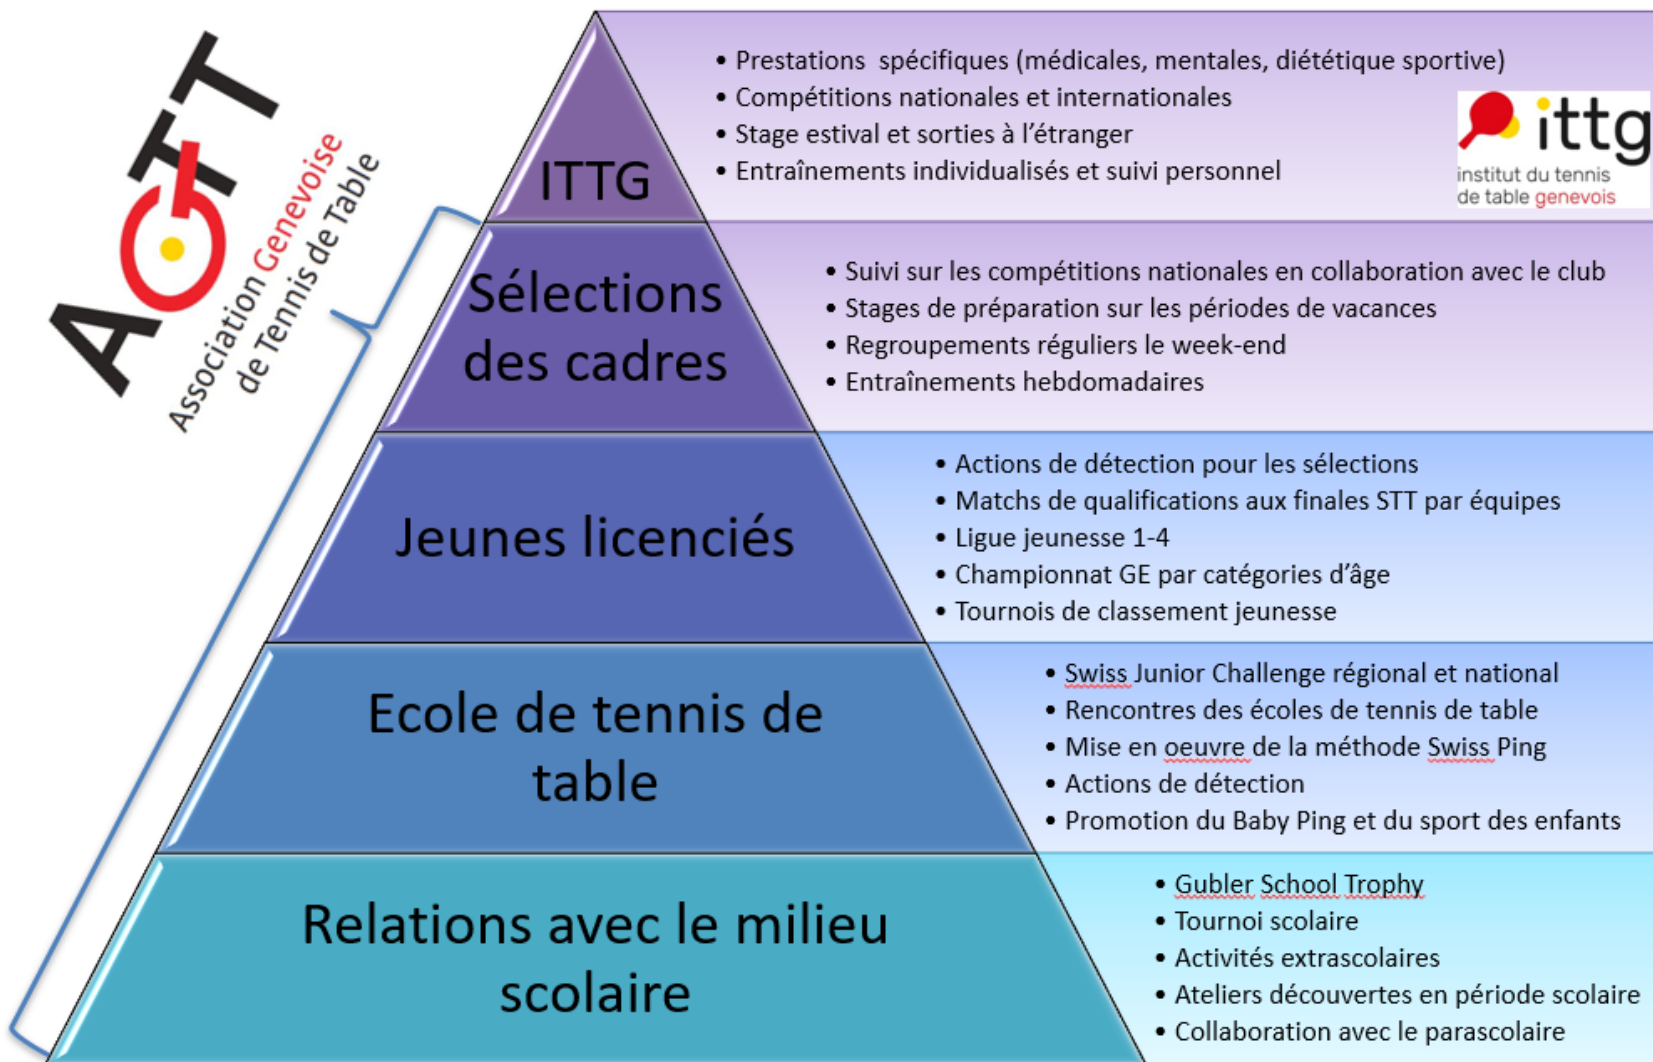 AGTT
Association Genevoise
de Tennis de Table
ITTG
• Prestations  spécifiques (médicales, mentales, diététique sportive)
• Compétitions nationales et internationales
• Stage estival et sorties à l’étranger
• Entraînements individualisés et suivi personnel
ittg
institut du tennis
de table genevois
Sélections
des cadres
• Suivi sur les compétitions nationales en collaboration avec le club
• Stages de préparation sur les périodes de vacances
• Regroupements réguliers le week-end
• Entraînements hebdomadaires
Jeunes licenciés
• Actions de détection pour les sélections
• Matchs de qualifications aux finales STT par équipes
• Ligue jeunesse 1-4
• Championnat GE par catégories d’âge
• Tournois de classement jeunesse
Ecole de tennis de
table
• Swiss Junior Challenge régional et national
• Rencontres des écoles de tennis de table
• Mise en oeuvre de la méthode Swiss Ping
• Actions de détection
• Promotion du Baby Ping et du sport des enfants
Relations avec le milieu
scolaire
• Gubler School Trophy
• Tournoi scolaire
• Activités extrascolaires
• Ateliers découvertes en période scolaire
• Collaboration avec le parascolaire